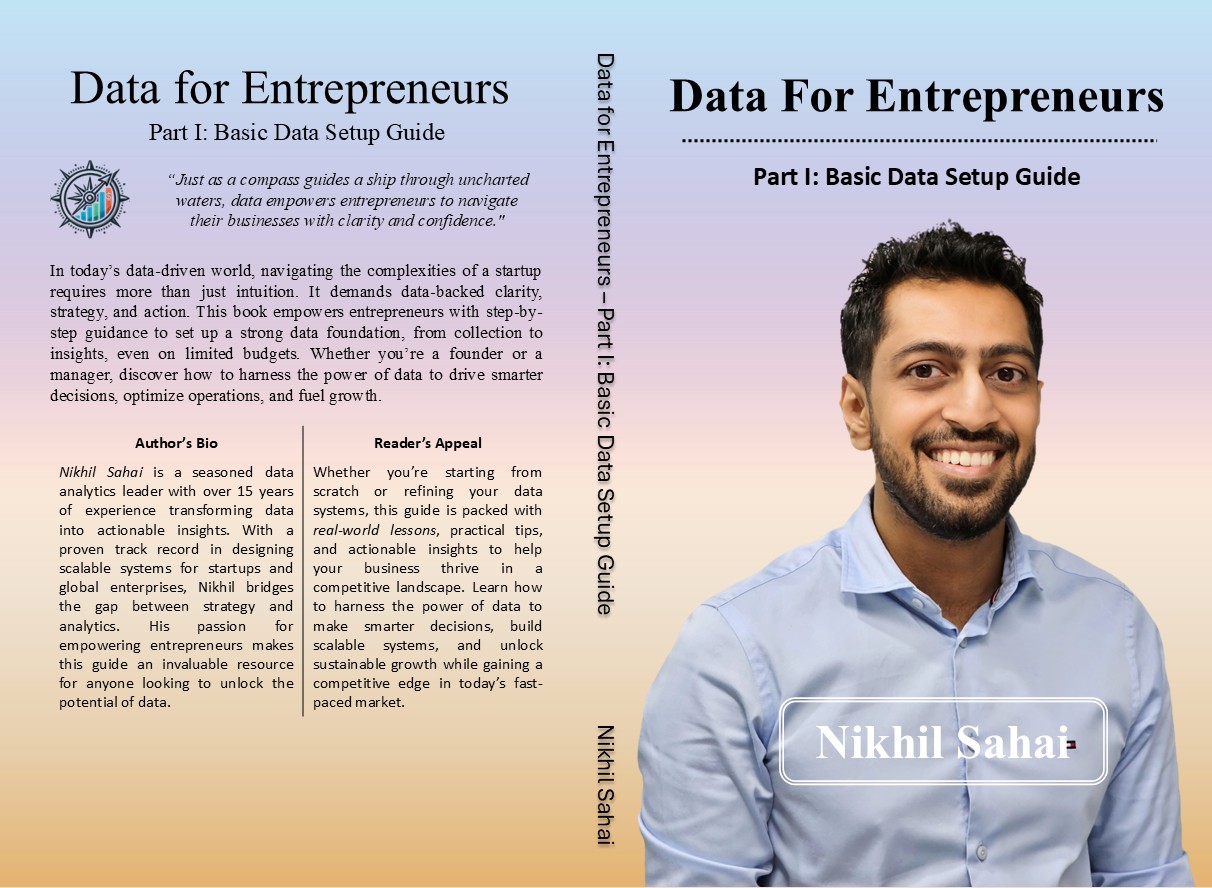 Data for Entrepreneurs
Part I: Basic Data Setup Guide
“Just as a compass guides a ship through uncharted
waters, data empowers entrepreneurs to navigate
their businesses with clarity and confidence."
In today’s data-driven world, navigating the complexities of a startup
requires more than just intuition. It demands data-backed clarity,
strategy, and action. This book empowers entrepreneurs with step-by-
step guidance to set up a strong data foundation, from collection to
insights, even on limited budgets. Whether you’re a founder or a
manager, discover how to harness the power of data to drive smarter
decisions, optimize operations, and fuel growth.
Author’s Bio
Nikhil Sahai is a seasoned data
analytics leader with over 15 years
of experience transforming data
into actionable insights. With a
proven track record in designing
scalable systems for startups and
global enterprises, Nikhil bridges
the gap between strategy and
analytics. His passion for
empowering entrepreneurs makes
this guide an invaluable resource
for anyone looking to unlock the
potential of data.
Reader’s Appeal
Whether you’re starting from
scratch or refining your data
systems, this guide is packed with
real-world lessons, practical tips,
and actionable insights to help
your business thrive in a
competitive landscape. Learn how
to harness the power of data to
make smarter decisions, build
scalable systems, and unlock
sustainable growth while gaining a
competitive edge in today’s fast-
paced market.
Data for Entrepreneurs – Part I: Basic Data Setup Guide
Nikhil Sahai
Data For Entrepreneurs
Part I: Basic Data Setup Guide
Nikhil Sahai